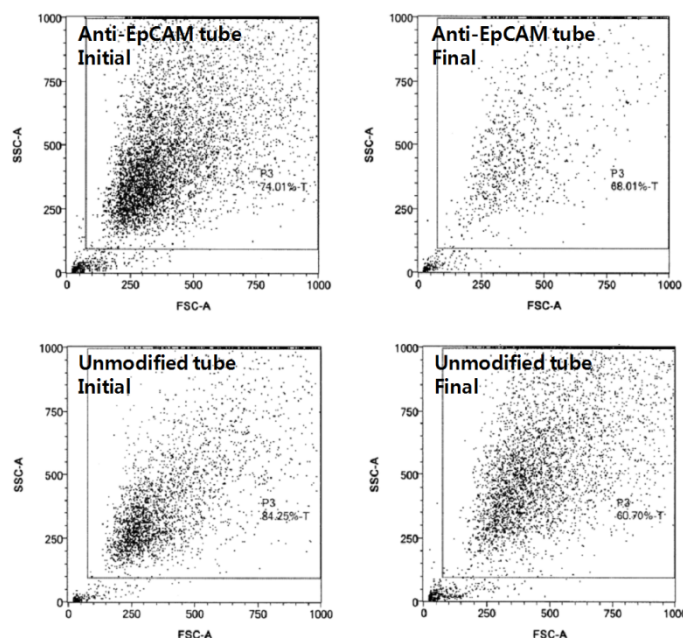 Anti-EpCAM tube
Initial
1000
750
500
250
0
SSC-A
P3
74.01%-T
0 250 500 750 1000
FSC-A
Anti-EpCAM tube
Final
1000
750
500
250
0
SSC-A
P3
68.01%-T
0 250 500 750 1000
FSC-A
Unmodified tube
Initial
1000
750
500
250
0
SSC-A
P3
84.25%-T
0 250 500 750 1000
FSC-A
Unmodified tube
Final
1000
750
500
250
0
SSC-A
P3
60.70%-T
0 250 500 750 1000
FSC-A